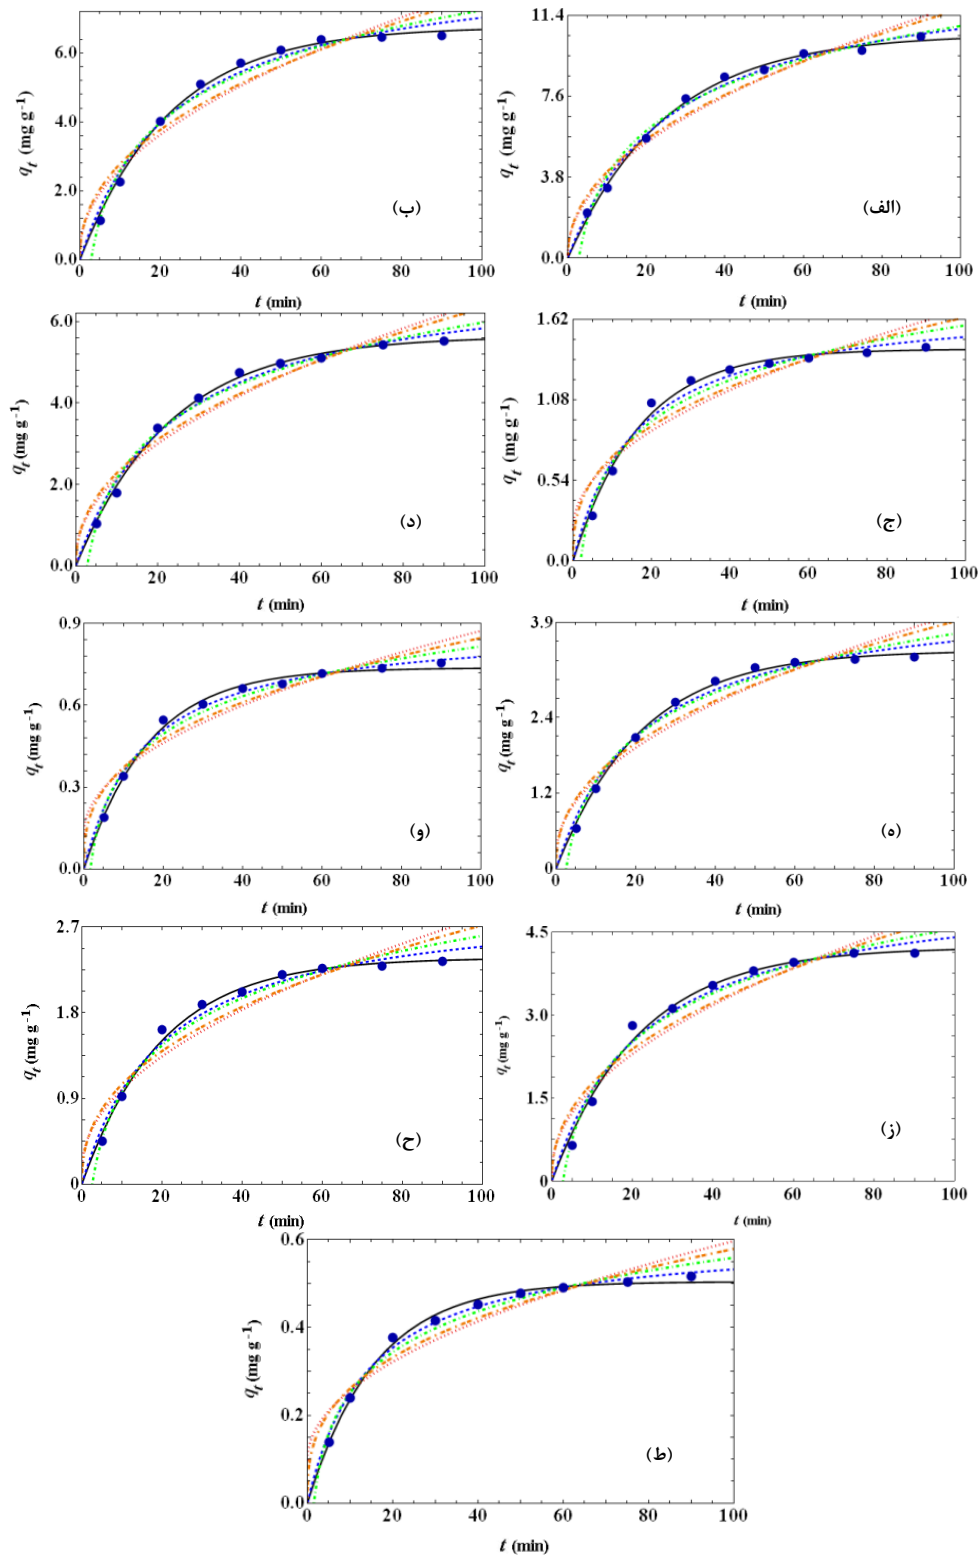 11.4
7.6
3.8
0.0
q_t (mg g⁻¹)
(الف)
0 20 40 60 80 100
t (min)
6.0
4.0
2.0
0.0
q_t (mg g⁻¹)
(ب)
0 20 40 60 80 100
t (min)
1.62
1.08
0.54
0.0
q_t (mg g⁻¹)
(ج)
0 20 40 60 80 100
t (min)
6.0
4.0
2.0
0.0
q_t (mg g⁻¹)
(د)
0 20 40 60 80 100
t (min)
3.9
2.4
1.2
0
q_t (mg g⁻¹)
(ه)
0 20 40 60 80 100
t (min)
0.9
0.6
0.3
0.0
q_t (mg g⁻¹)
(و)
0 20 40 60 80 100
t (min)
4.5
3.0
1.5
0
q_t (mg g⁻¹)
(ز)
0 20 40 60 80 100
t (min)
2.7
1.8
0.9
0
q_t (mg g⁻¹)
(ح)
0 20 40 60 80 100
t (min)
0.6
0.4
0.2
0.0
q_t (mg g⁻¹)
(ط)
0 20 40 60 80 100
t (min)